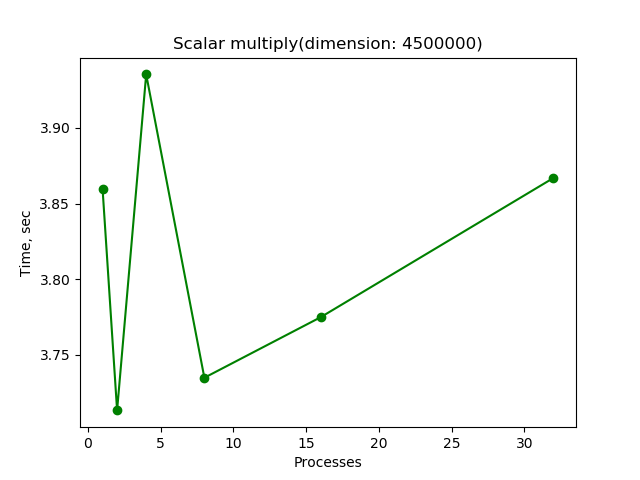 Scalar multiply(dimension: 4500000)
3.90
3.85
3.80
3.75
Time, sec
0 5 10 15 20 25 30
Processes